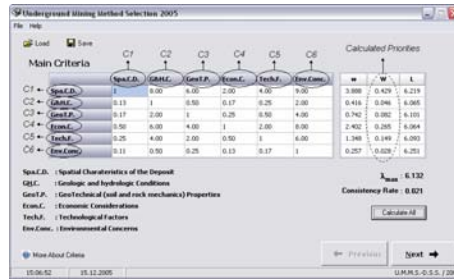 Underground Mining Method Selection 2005
File Help
Load Save
Main Criteria C1 C2 C3 C4 C5 C6 Calculated Priorities
Spa.C.D. G&H.C. GeoT.P. Econ.C. Tech.F. Env.Conc. w W L
C1 Spa.C.D. 1 8.00 6.00 2.00 4.00 9.00 3.888 0.429 6.219
C2 G&H.C. 0.13 1 0.50 0.17 0.25 2.00 0.416 0.046 6.065
C3 GeoT.P. 0.17 2.00 1 0.25 0.50 4.00 0.742 0.082 6.101
C4 Econ.C. 0.50 6.00 4.00 1 2.00 8.00 2.402 0.265 6.064
C5 Tech.F. 0.25 4.00 2.00 0.50 1 6.00 1.348 0.149 6.093
C6 Env.Conc. 0.11 0.50 0.25 0.13 0.17 1 0.257 0.028 6.251
Spa.C.D. : Spatial Charateristics of the Deposit
GH.C. : Geologic and hydrologic Conditions
GeoT.P. : GeoTechnical (soil and rock mechanics) Properties
Econ.C. : Economic Considerations
Tech.F. : Technological Factors
Env.Conc. : Environmental Concerns
λmax : 6.132
Consistency Rate : 0.021
Calculate All
More About Criteria
Previous Next
15:06:52 15.12.2005 U.M.M.S.-D.S.S. / 200